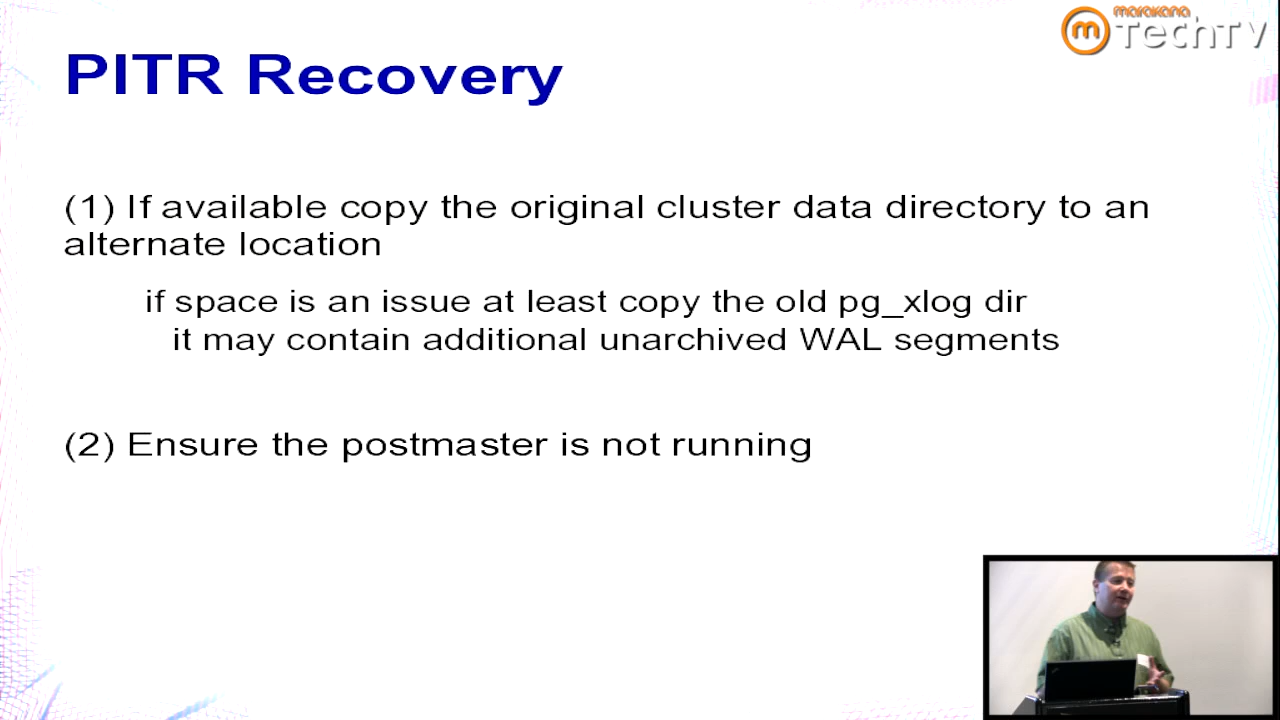 marakana
TechTV
PITR Recovery
(1) If available copy the original cluster data directory to an
alternate location
if space is an issue at least copy the old pg_xlog dir
it may contain additional unarchived WAL segments
(2) Ensure the postmaster is not running